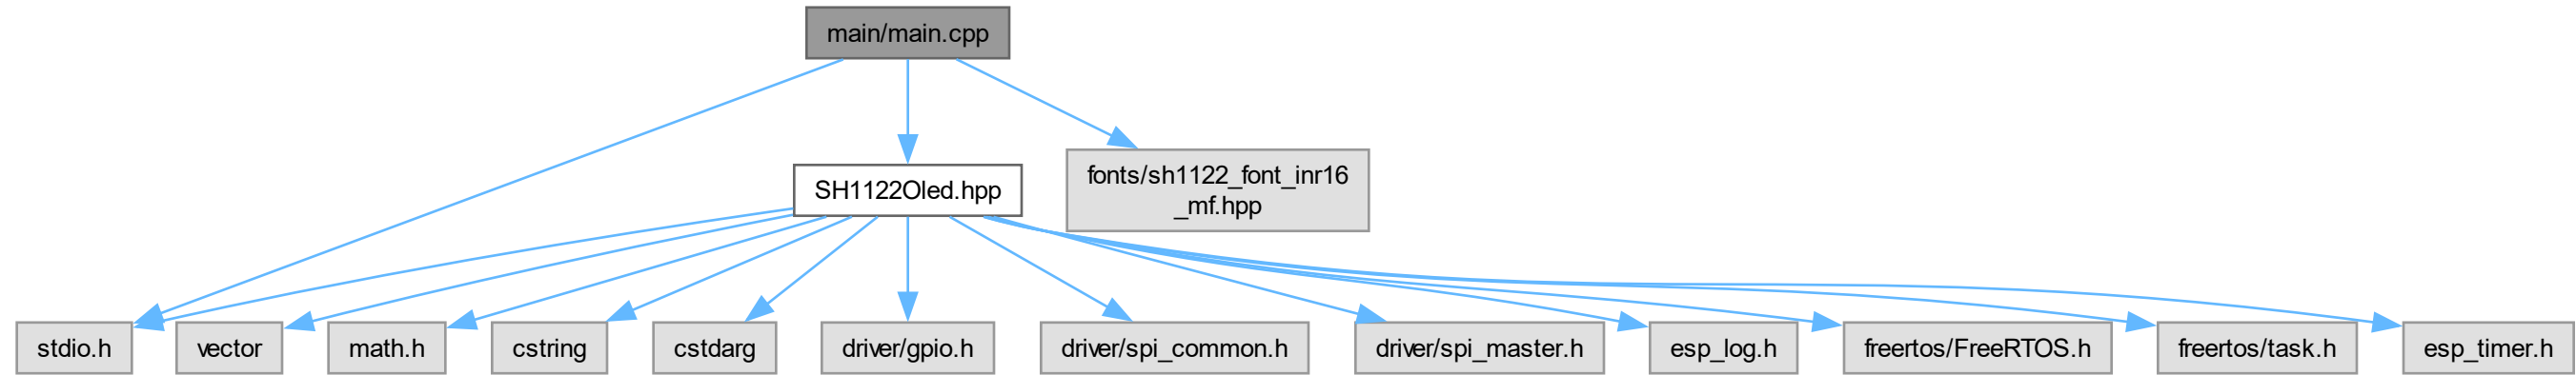 main/main.cpp
SH1122Oled.hpp
fonts/sh1122_font_inr16
_mf.hpp
stdio.h
vector
math.h
cstring
cstdarg
driver/gpio.h
driver/spi_common.h
driver/spi_master.h
esp_log.h
freertos/FreeRTOS.h
freertos/task.h
esp_timer.h